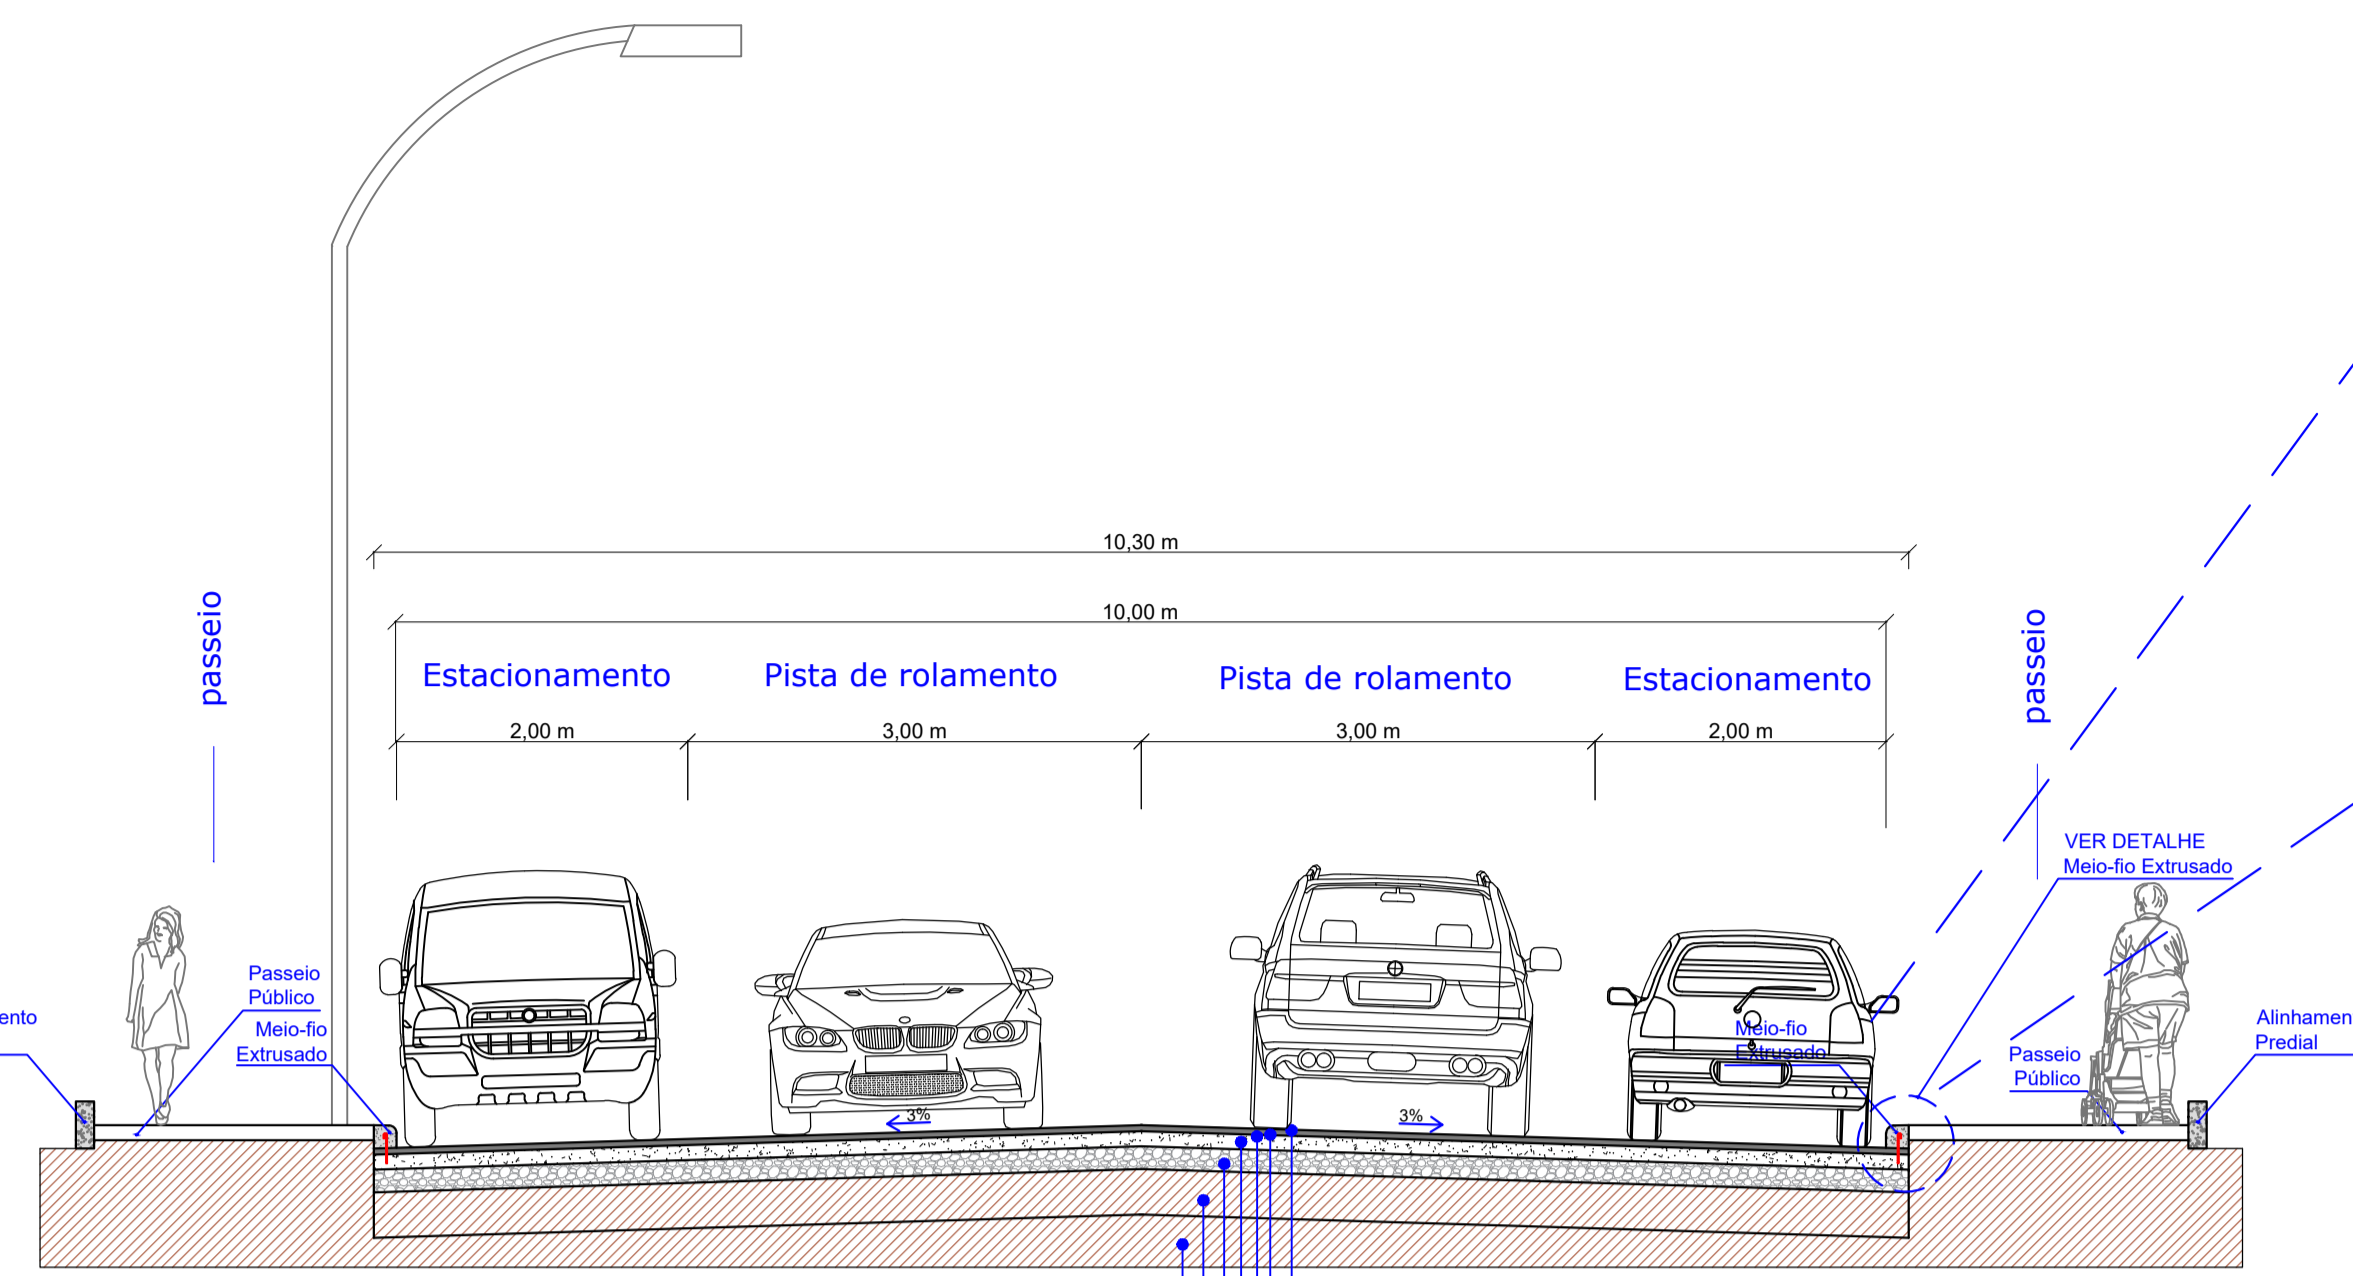 10,30 m
10,00 m
passeio
Estacionamento
Pista de rolamento
Pista de rolamento
Estacionamento
passeio
2,00 m
3,00 m
3,00 m
2,00 m
VER DETALHE
Meio-fio Extrusado
Passeio
Público
Meio-fio
Extrusado
ento
3%
3%
Meio-fio
Extrusado
Passeio
Público
Alinhamen
Predial